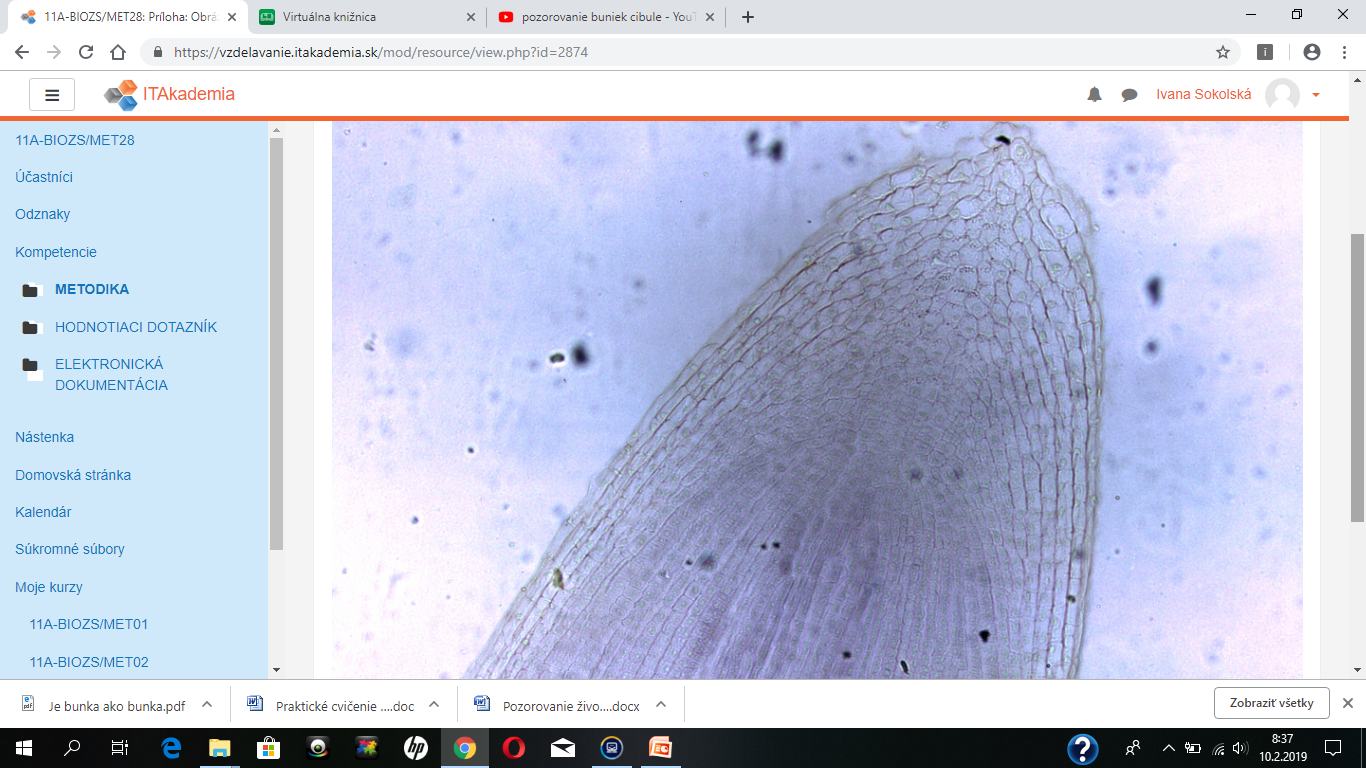 11A-BIOZS/MET28: Príloha: Obrá
Virtuálna knižnica
pozorovanie buniek cibule - YouT
https://vzdelavanie.itakademia.sk/mod/resource/view.php?id=2874
ITAkademia
Ivana Sokolská
11A-BIOZS/MET28
Účastníci
Odznaky
Kompetencie
METODIKA
HODNOTIACI DOTAZNÍK
ELEKTRONICKÁ
DOKUMENTÁCIA
Nástenka
Domovská stránka
Kalendár
Súkromné súbory
Moje kurzy
11A-BIOZS/MET01
11A-BIOZS/MET02
Je bunka ako bunka.pdf
Praktické cvičenie ....doc
Pozorovanie živo....docx
Zobraziť všetky
8:37
10.2.2019